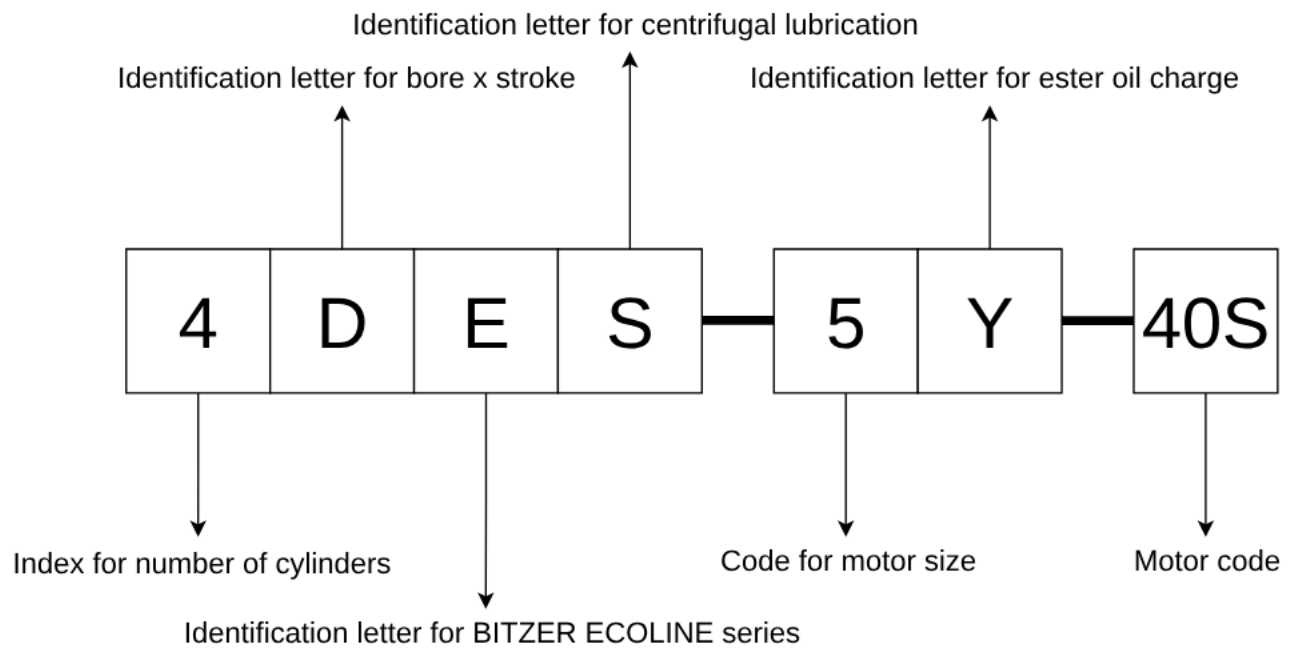 Identification letter for centrifugal lubrication
Identification letter for bore x stroke
Identification letter for ester oil charge
4 D E S 5 Y 40S
Index for number of cylinders
Code for motor size
Motor code
Identification letter for BITZER ECOLINE series